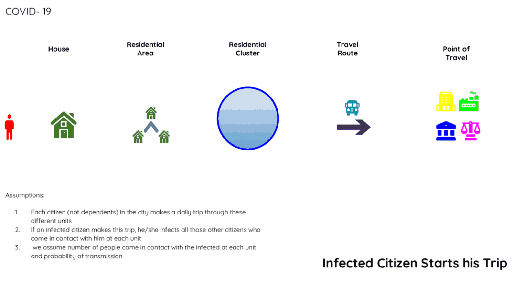 COVID- 19
House
Residential
Area
Residential
Cluster
Travel
Route
Point of
Travel
Assumptions:
1. Each citizen (not dependents) in the city makes a daily trip through these
different units
2. If an infected citizen makes this trip, he/she infects all those other citizens who
come in contact with him at each unit
3. we assume number of people came in contact with the infected at each unit
and probability of transmission
Infected Citizen Starts his Trip